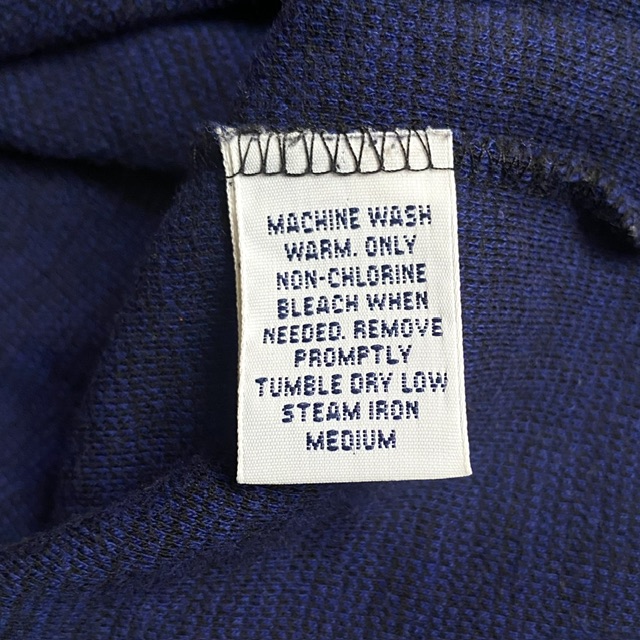 MACHINE WASH
WARM. ONLY
NON-CHLORINE
BLEACH WHEN
NEEDED. REMOVE
PROMPTLY
TUMBLE DRY LOW
STEAM IRON
MEDIUM